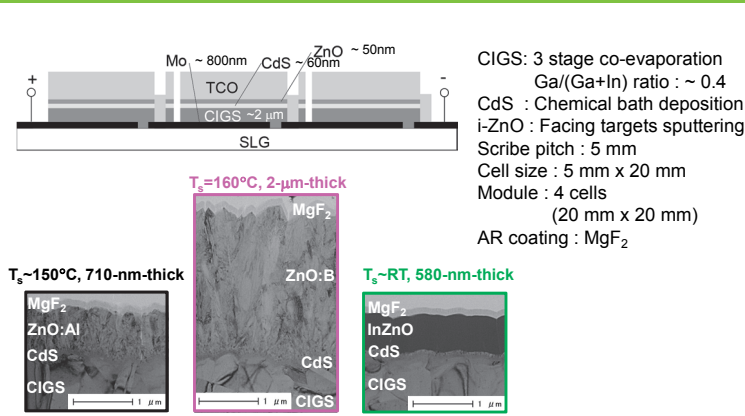 Mo ~ 800nm
ZnO ~ 50nm
CdS ~ 60nm
+
-
TCO
CIGS ~2 μm
SLG
CIGS: 3 stage co-evaporation
Ga/(Ga+In) ratio : ~ 0.4
CdS : Chemical bath deposition
i-ZnO : Facing targets sputtering
Scribe pitch : 5 mm
Cell size : 5 mm x 20 mm
Module : 4 cells
(20 mm x 20 mm)
AR coating : MgF₂
Tₛ=160°C, 2-μm-thick
MgF₂
ZnO:B
CdS
CIGS
1 μm
Tₛ~150°C, 710-nm-thick
MgF₂
ZnO:Al
CdS
CIGS
1 μm
Tₛ~RT, 580-nm-thick
MgF₂
InZnO
CdS
CIGS
1 μm